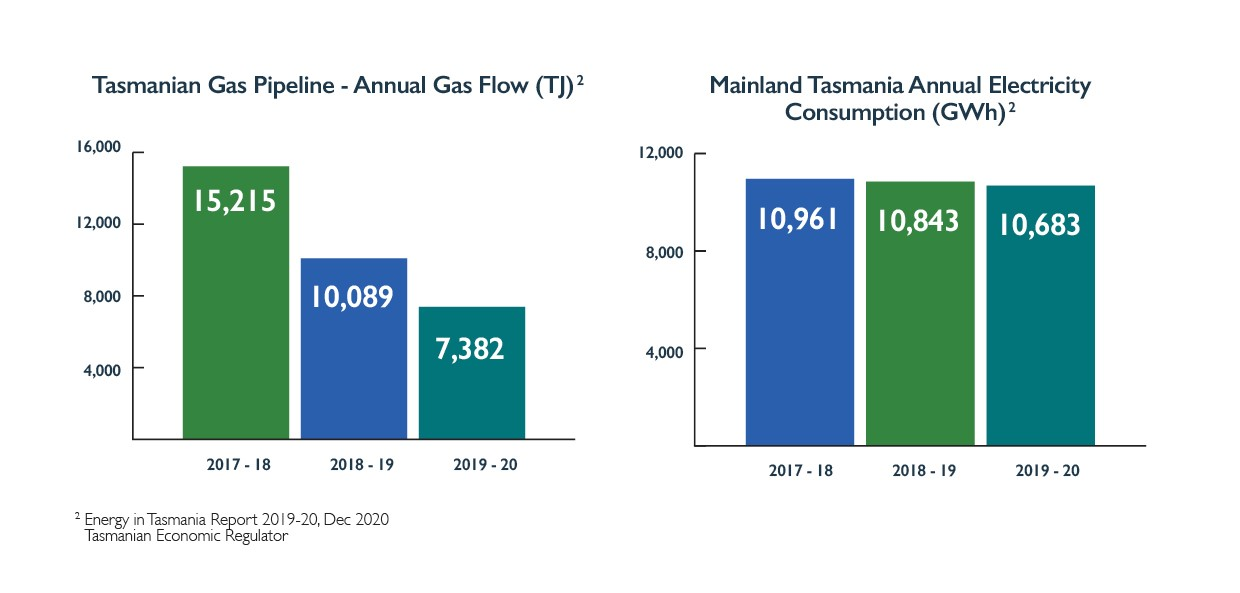 Tasmanian Gas Pipeline - Annual Gas Flow (TJ)²
16,000
12,000
8,000
4,000
15,215
10,089
7,382
2017 - 18
2018 - 19
2019 - 20
Mainland Tasmania Annual Electricity
Consumption (GWh)²
12,000
8,000
4,000
10,961
10,843
10,683
2017 - 18
2018 - 19
2019 - 20
² Energy in Tasmania Report 2019-20, Dec 2020
Tasmanian Economic Regulator